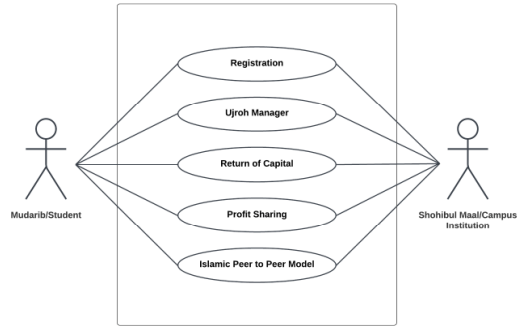 Registration
Ujroh Manager
Return of Capital
Profit Sharing
Islamic Peer to Peer Model
Mudarib/Student
Shohibul Maal/Campus
Institution